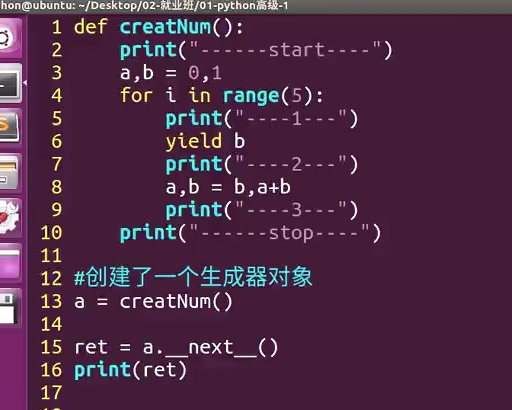 hon@ubuntu: ~/Desktop/02-就业班/01-python高级-1
1 def creatNum():
2     print("------start----")
3     a,b = 0,1
4     for i in range(5):
5         print("----1---")
6         yield b
7         print("----2---")
8         a,b = b,a+b
9         print("----3---")
10     print("------stop----")
11
12 #创建了一个生成器对象
13 a = creatNum()
14
15 ret = a.__next__()
16 print(ret)
17